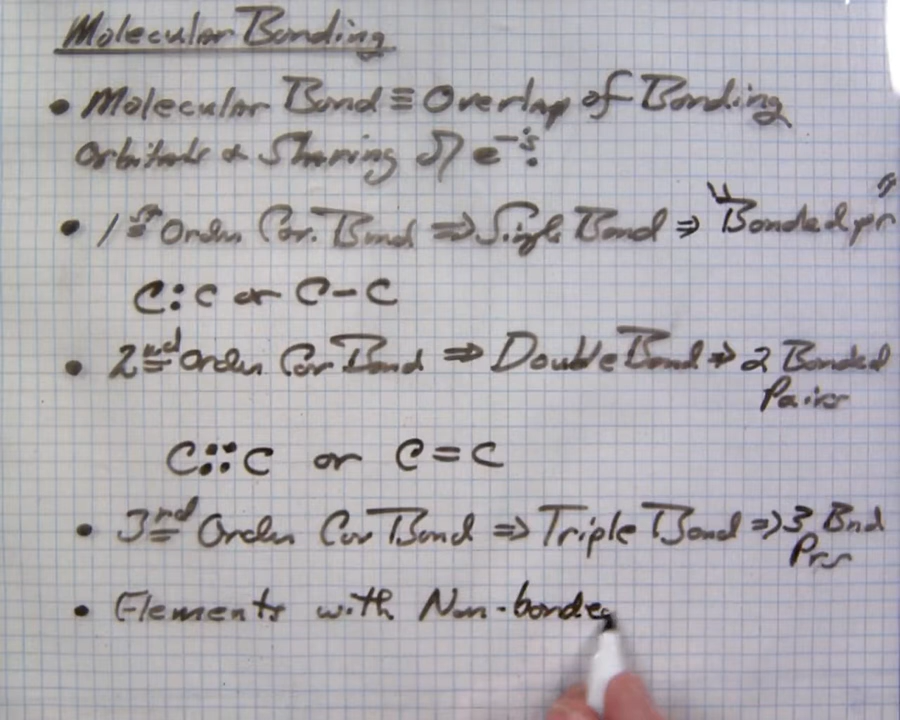 Molecular Bonding
• Molecular Bond ≡ Overlap of Bonding
Orbitals & Sharing of e⁻'s.
• 1st Order Cov. Bond ⇒ Single Bond ⇒ "Bonded pr"
C:C or C–C
• 2nd Order Cov Bond ⇒ Double Bond ⇒ 2 Bonded
Pairs
C::C or C=C
• 3nd Order Cov Bond ⇒ Triple Bond ⇒ 3 Bnd
Prs
• Elements with Non-bonde